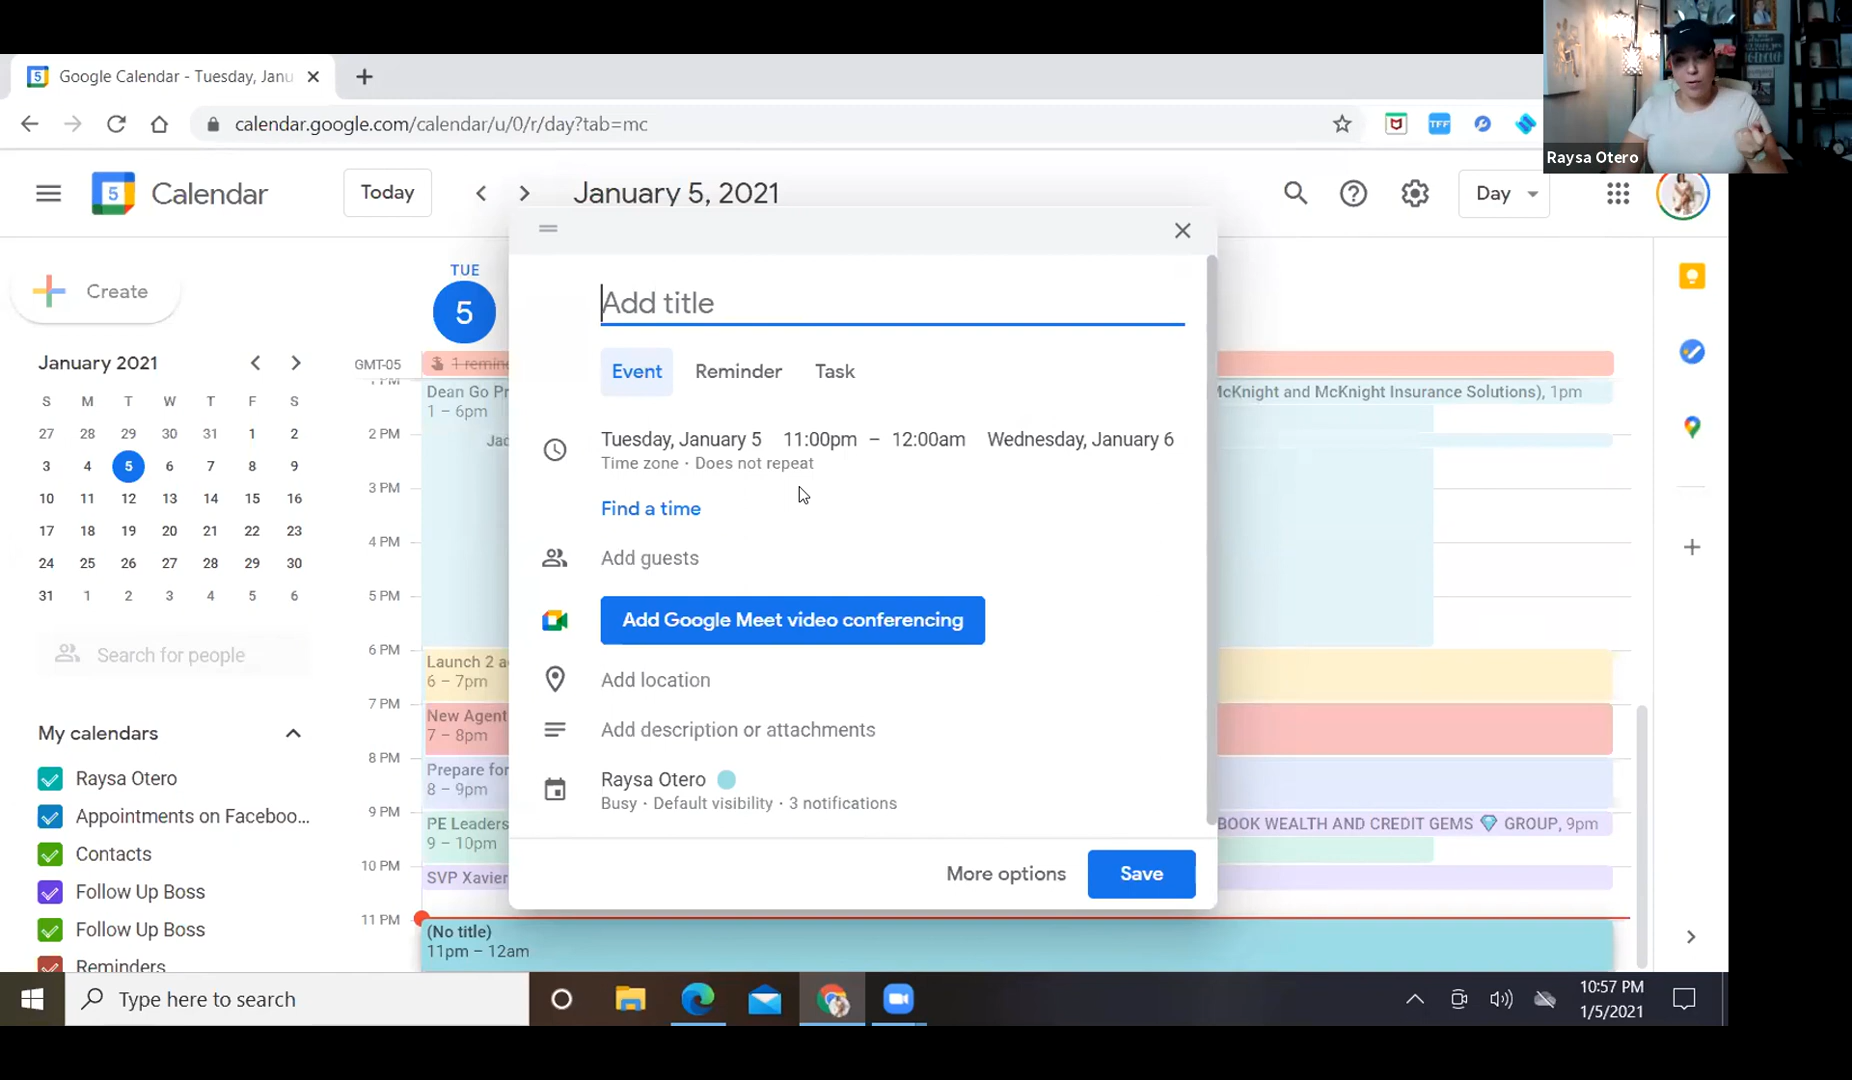 Google Calendar - Tuesday, Janu
calendar.google.com/calendar/u/0/r/day?tab=mc
TFF
Raysa Otero
5
Calendar
Today
January 5, 2021
Day
Create
TUE
5
January 2021
S M T W T F S
27 28 29 30 31 1 2
3 4 5 6 7 8 9
10 11 12 13 14 15 16
17 18 19 20 21 22 23
24 25 26 27 28 29 30
31 1 2 3 4 5 6
Search for people
My calendars
Raysa Otero
Appointments on Faceboo...
Contacts
Follow Up Boss
Follow Up Boss
Reminders
GMT-05
1 PM
2 PM
3 PM
4 PM
5 PM
6 PM
7 PM
8 PM
9 PM
10 PM
11 PM
1 remin
Dean Go Pr
1 – 6pm
Jac
Launch 2 a
6 – 7pm
New Agent
7 – 8pm
Prepare for
8 – 9pm
PE Leaders
9 – 10pm
SVP Xavier
(No title)
11pm – 12am
McKnight and McKnight Insurance Solutions), 1pm
BOOK WEALTH AND CREDIT GEMS 💎 GROUP, 9pm
Add title
Event Reminder Task
Tuesday, January 5 11:00pm – 12:00am Wednesday, January 6
Time zone · Does not repeat
Find a time
Add guests
Add Google Meet video conferencing
Add location
Add description or attachments
Raysa Otero
Busy · Default visibility · 3 notifications
More options
Save
Type here to search
10:57 PM
1/5/2021